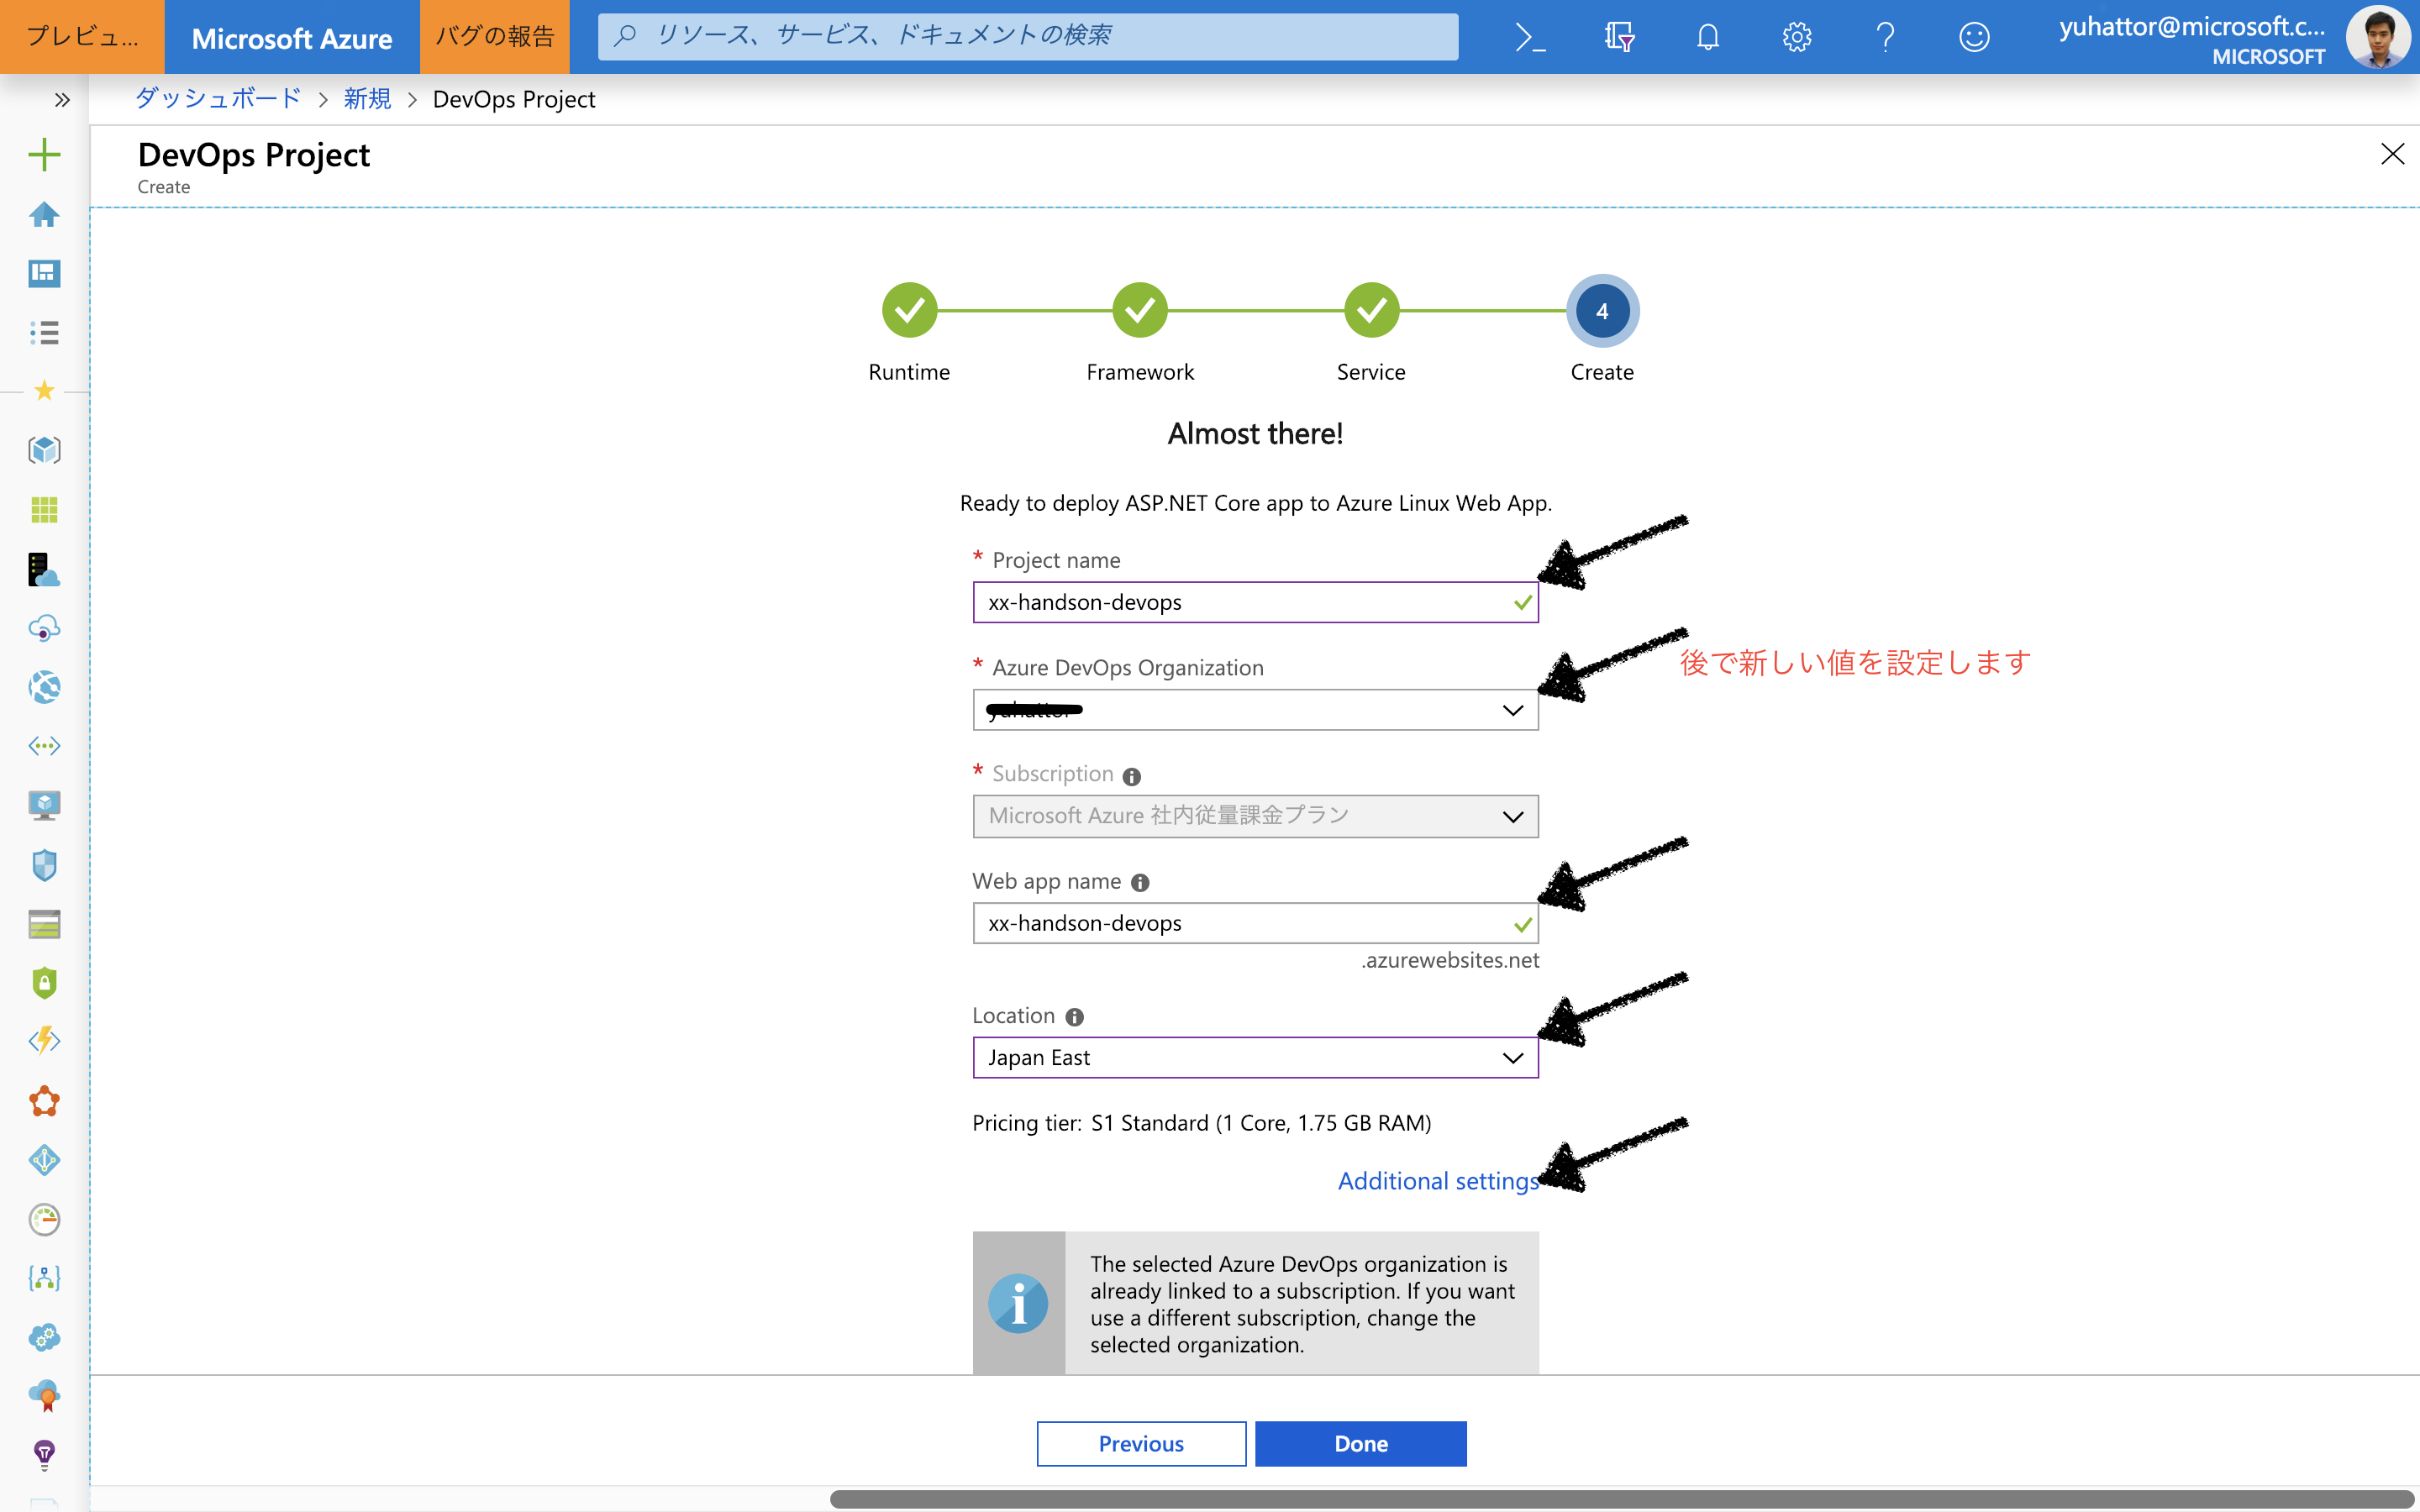 プレビュ...
Microsoft Azure
バグの報告
リソース、サービス、ドキュメントの検索
yuhattor@microsoft.c...
MICROSOFT
ダッシュボード > 新規 > DevOps Project
DevOps Project
Create
4
Runtime
Framework
Service
Create
Almost there!
Ready to deploy ASP.NET Core app to Azure Linux Web App.
* Project name
xx-handson-devops
* Azure DevOps Organization
後で新しい値を設定します
* Subscription
Microsoft Azure 社内従量課金プラン
Web app name
xx-handson-devops
.azurewebsites.net
Location
Japan East
Pricing tier: S1 Standard (1 Core, 1.75 GB RAM)
Additional settings
The selected Azure DevOps organization is
already linked to a subscription. If you want
use a different subscription, change the
selected organization.
Previous
Done